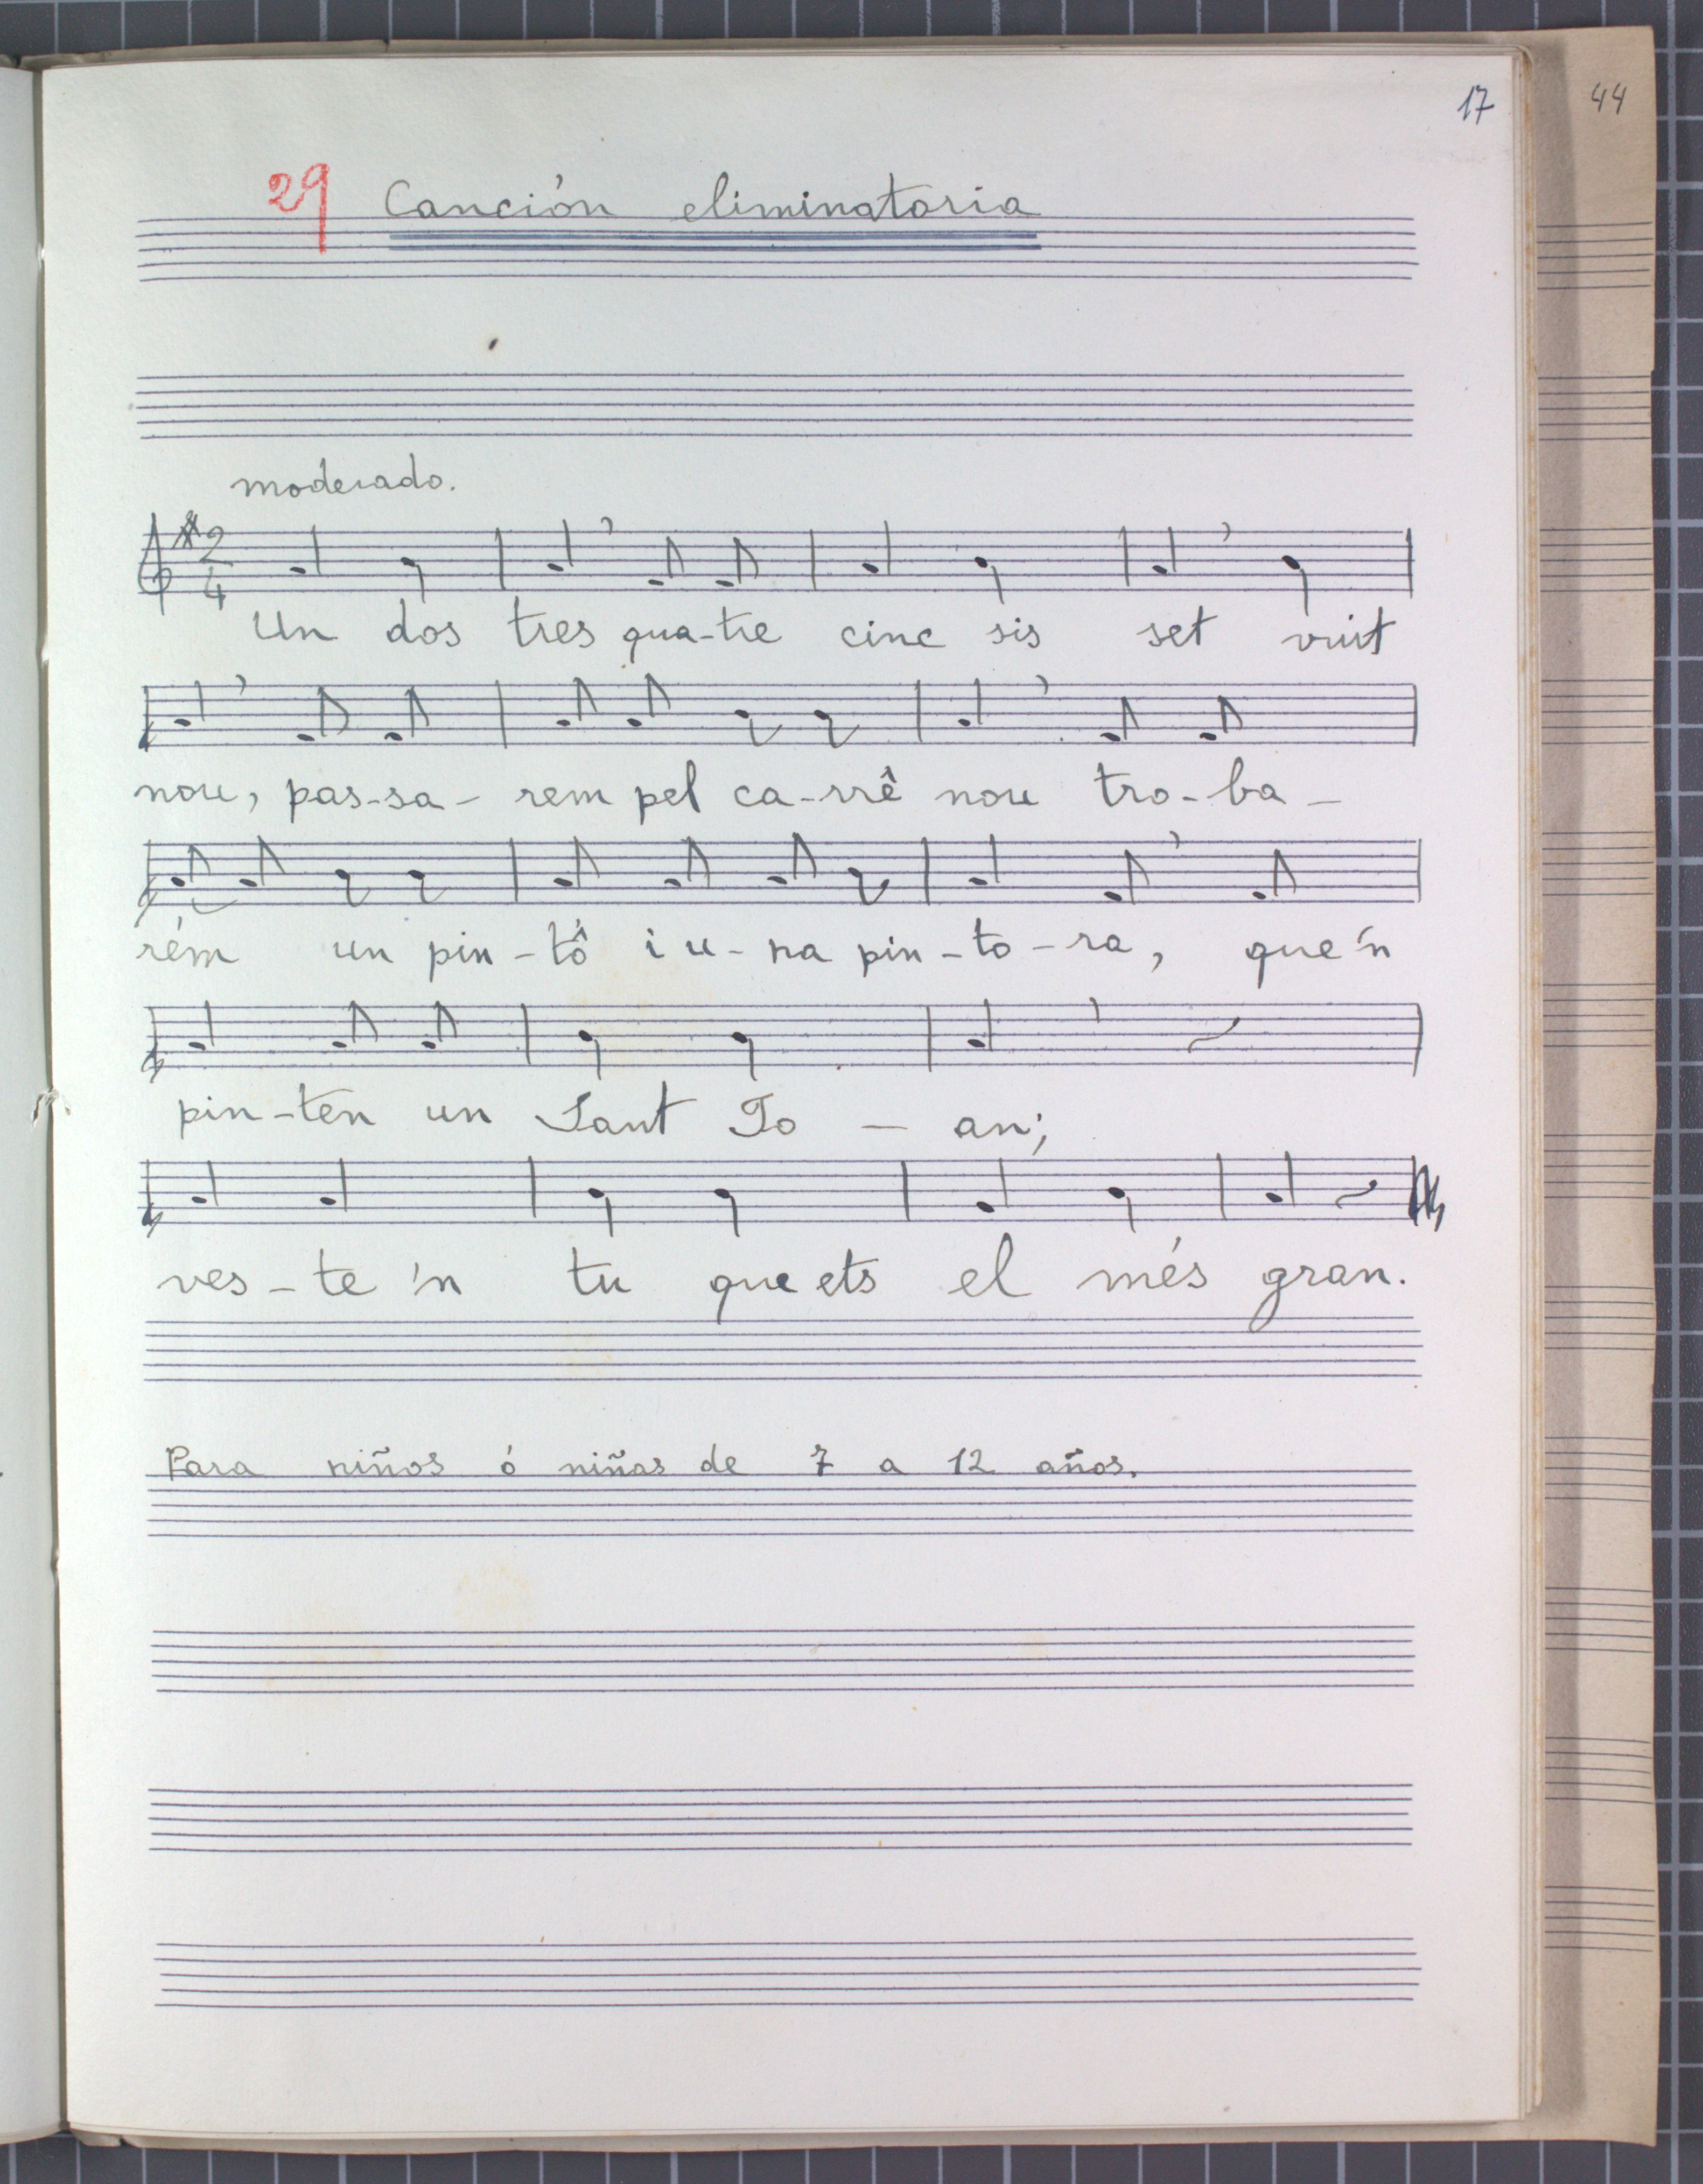 17
44
29 Canción eliminatoria
moderado.
2
4
Un dos tres qua-tre cinc sis set vuit
nou, pas-sa- rem pel ca-rrê nou tro-ba-
rém un pin-tô i u-na pin-to-ra, que'n
pin-ten un Sant Jo - an;
ves-te'n tu que ets el més gran.
Para niños ó niñas de 7 a 12 años.